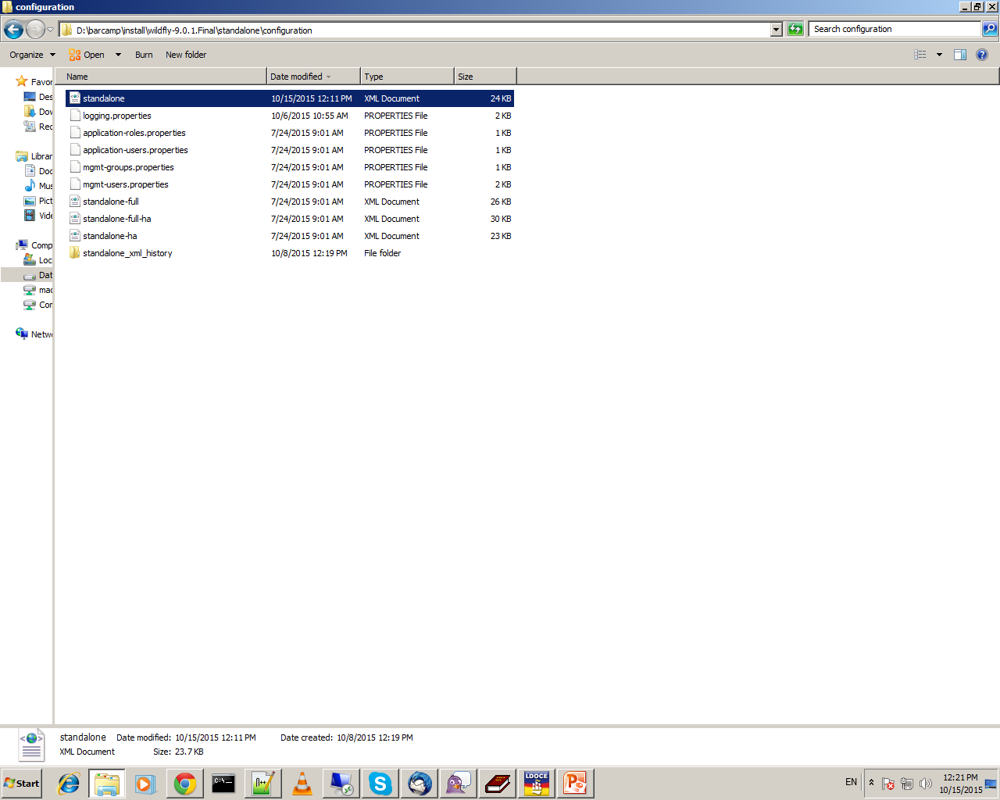 configuration
D:\barcamp\install\wildfly-9.0.1.Final\standalone\configuration
Search configuration
Organize Open Burn New folder
Name Date modified Type Size
standalone 10/15/2015 12:11 PM XML Document 24 KB
logging.properties 10/6/2015 10:55 AM PROPERTIES File 2 KB
application-roles.properties 7/24/2015 9:01 AM PROPERTIES File 1 KB
application-users.properties 7/24/2015 9:01 AM PROPERTIES File 1 KB
mgmt-groups.properties 7/24/2015 9:01 AM PROPERTIES File 1 KB
mgmt-users.properties 7/24/2015 9:01 AM PROPERTIES File 2 KB
standalone-full 7/24/2015 9:01 AM XML Document 26 KB
standalone-full-ha 7/24/2015 9:01 AM XML Document 30 KB
standalone-ha 7/24/2015 9:01 AM XML Document 23 KB
standalone_xml_history 10/8/2015 12:19 PM File folder
Favor
Des
Dow
Rec
Librar
Doc
Mus
Pict
Vide
Comp
Loc
Dat
mac
Cor
Netw
standalone Date modified: 10/15/2015 12:11 PM Date created: 10/8/2015 12:19 PM
XML Document Size: 23.7 KB
Start
C:\
LDOCE
EN
12:21 PM
10/15/2015